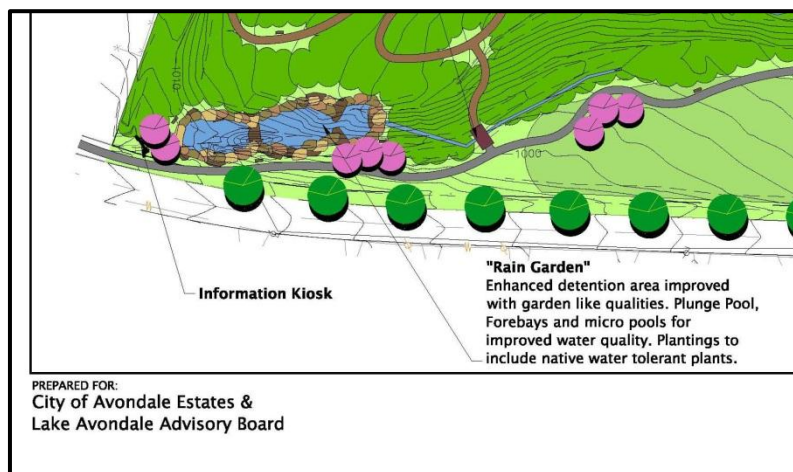 1010
1000
"Rain Garden"
Enhanced detention area improved
with garden like qualities. Plunge Pool,
Forebays and micro pools for
improved water quality. Plantings to
include native water tolerant plants.
Information Kiosk
PREPARED FOR:
City of Avondale Estates &
Lake Avondale Advisory Board